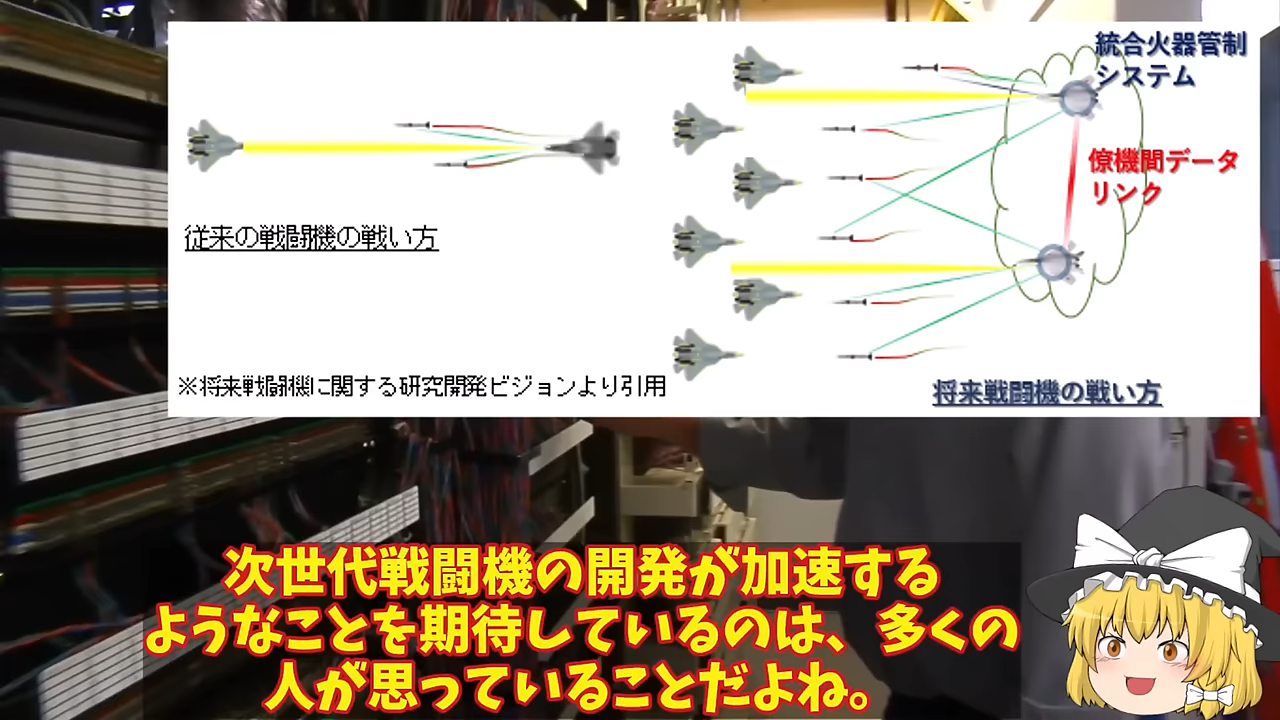 統合火器管制
システム
僚機間データ
リンク
従来の戦闘機の戦い方
※将来戦闘機に関する研究開発ビジョンより引用
将来戦闘機の戦い方
次世代戦闘機の開発が加速する
ようなことを期待しているのは、多くの
人が思っていることだよね。